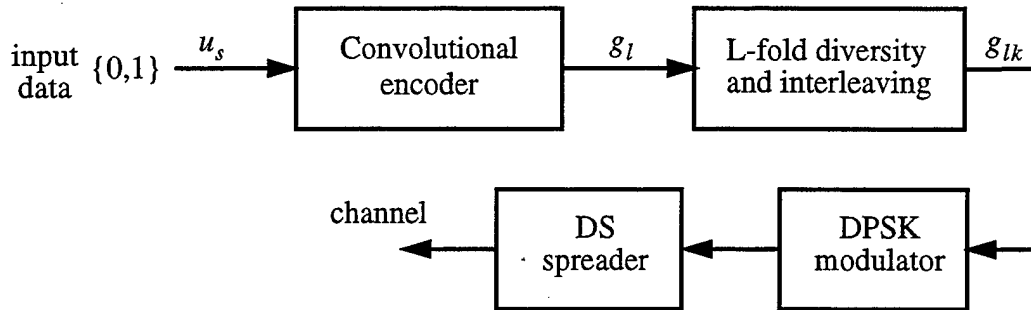 input data {0,1}
u_s
Convolutional encoder
g_l
L-fold diversity and interleaving
g_lk
channel
DS spreader
DPSK modulator